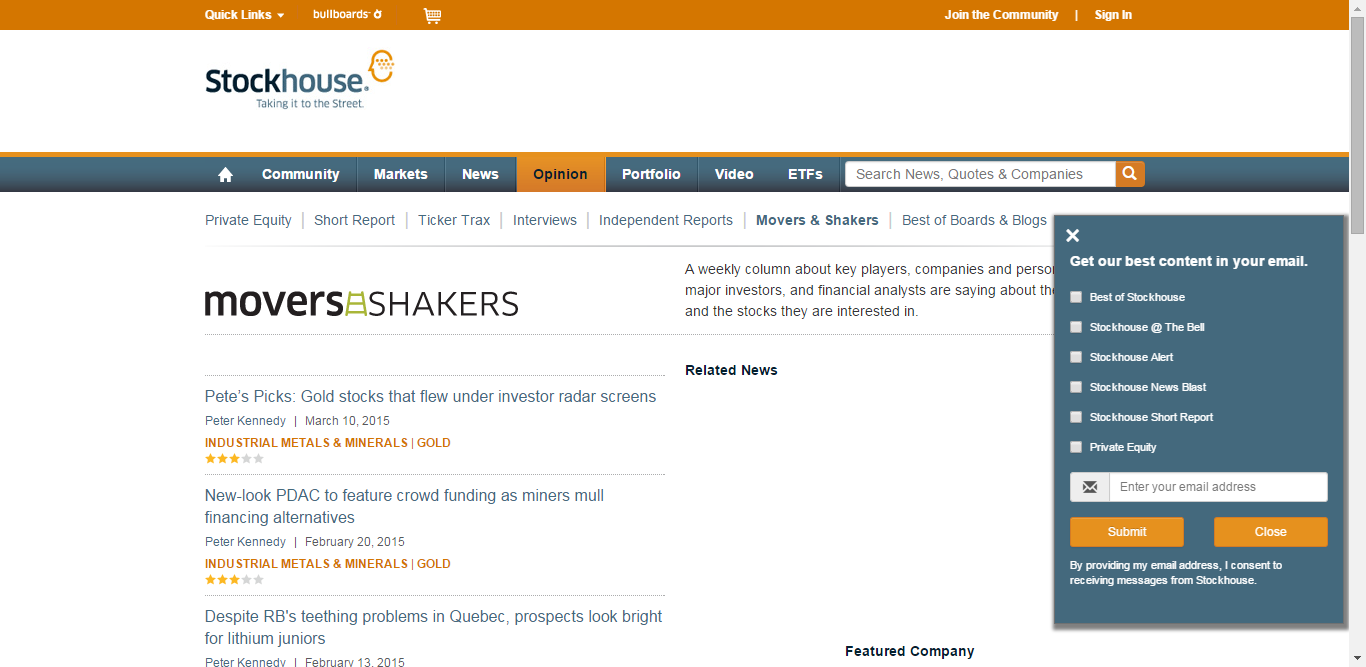 Quick Links bullboards Join the Community | Sign In
Stockhouse.
Taking it to the Street.
Community Markets News Opinion Portfolio Video ETFs Search News, Quotes & Companies
Private Equity | Short Report | Ticker Trax | Interviews | Independent Reports | Movers & Shakers | Best of Boards & Blogs
movers SHAKERS
A weekly column about key players, companies and
major investors, and financial analysts are saying about
and the stocks they are interested in.
Related News
Pete's Picks: Gold stocks that flew under investor radar screens
Peter Kennedy | March 10, 2015
INDUSTRIAL METALS & MINERALS | GOLD
New-look PDAC to feature crowd funding as miners mull
financing alternatives
Peter Kennedy | February 20, 2015
INDUSTRIAL METALS & MINERALS | GOLD
Despite RB's teething problems in Quebec, prospects look bright
for lithium juniors
Peter Kennedy | February 13, 2015
Featured Company
Get our best content in your email.
Best of Stockhouse
Stockhouse @ The Bell
Stockhouse Alert
Stockhouse News Blast
Stockhouse Short Report
Private Equity
Enter your email address
Submit Close
By providing my email address, I consent to
receiving messages from Stockhouse.